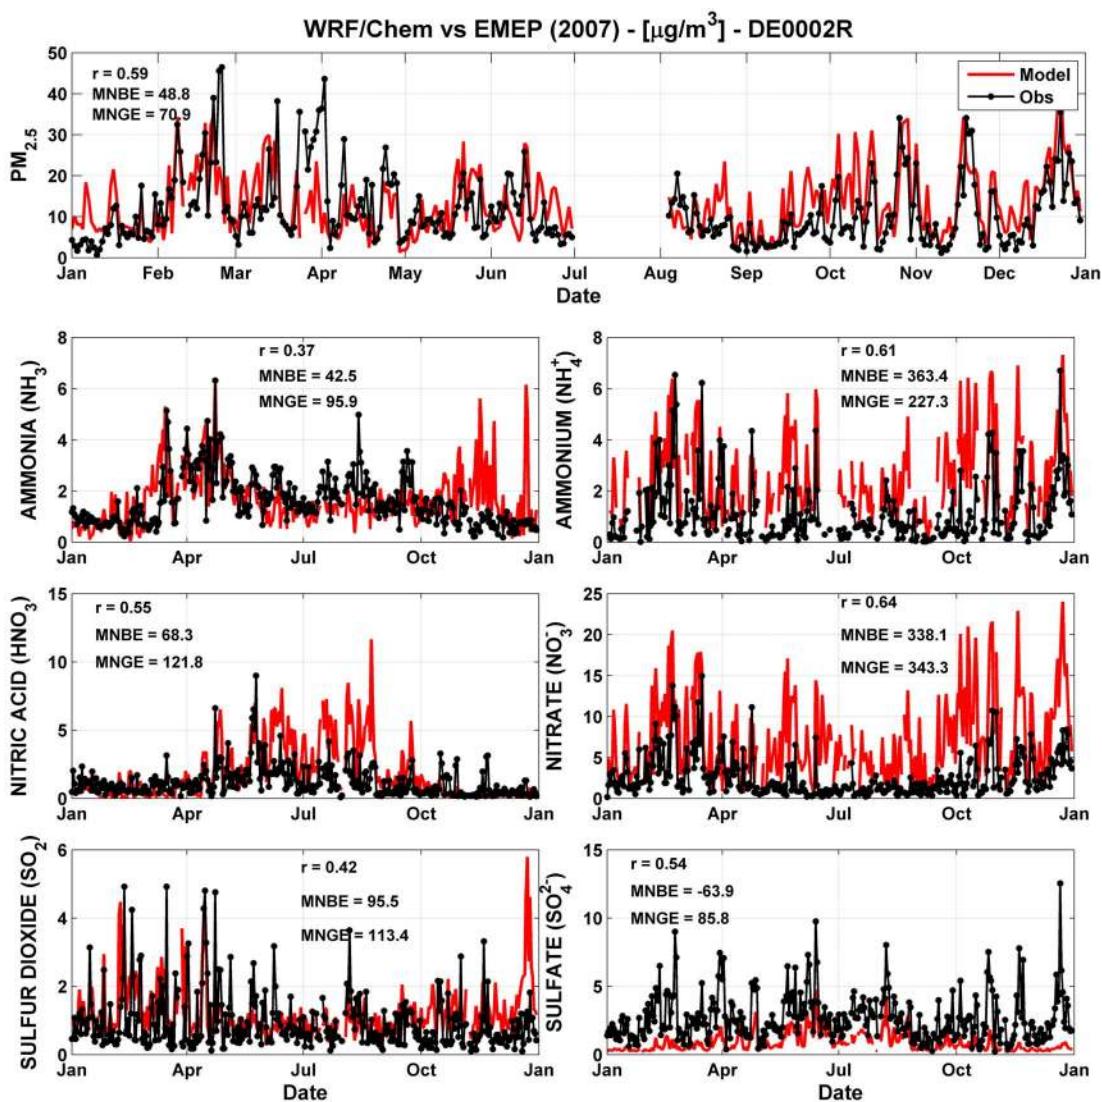 WRF/Chem vs EMEP (2007) - [μg/m³] - DE0002R
PM₂.₅
50
40
30
20
10
0
r = 0.59
MNBE = 48.8
MNGE = 70.9
Model
Obs
Jan Feb Mar Apr May Jun Jul Aug Sep Oct Nov Dec Jan
Date
AMMONIA (NH₃)
8
6
4
2
0
r = 0.37
MNBE = 42.5
MNGE = 95.9
Jan Apr Jul Oct Jan
AMMONIUM (NH₄⁺)
8
6
4
2
0
r = 0.61
MNBE = 363.4
MNGE = 227.3
Jan Apr Jul Oct Jan
NITRIC ACID (HNO₃)
15
10
5
0
r = 0.55
MNBE = 68.3
MNGE = 121.8
Jan Apr Jul Oct Jan
NITRATE (NO₃⁻)
25
20
15
10
5
0
r = 0.64
MNBE = 338.1
MNGE = 343.3
Jan Apr Jul Oct Jan
SULFUR DIOXIDE (SO₂)
6
4
2
0
r = 0.42
MNBE = 95.5
MNGE = 113.4
Jan Apr Jul Oct Jan
Date
SULFATE (SO₄²⁻)
15
10
5
0
r = 0.54
MNBE = -63.9
MNGE = 85.8
Jan Apr Jul Oct Jan
Date